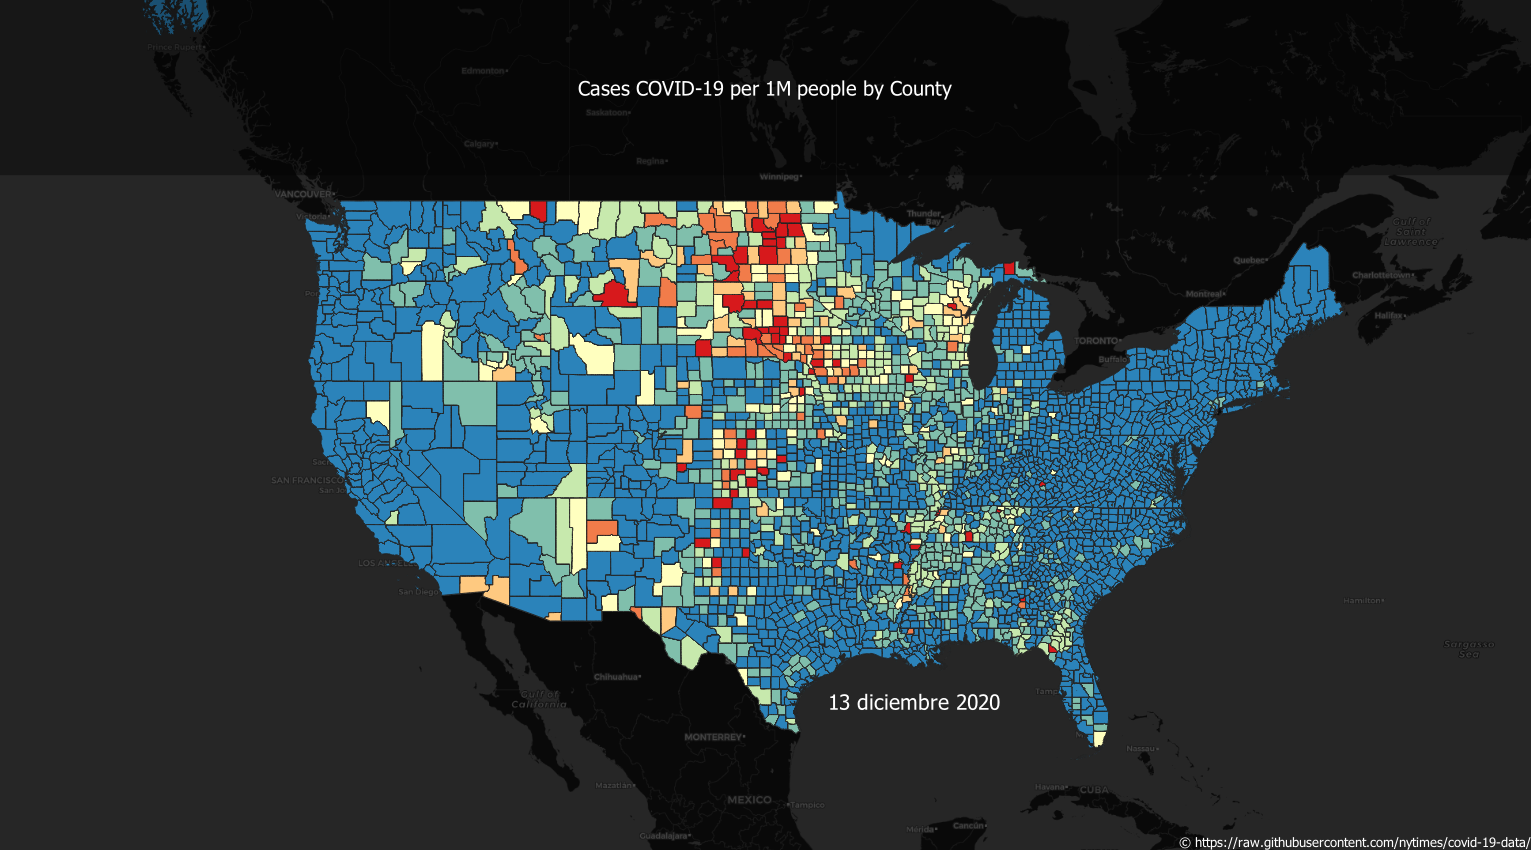 Prince Rupert
Edmonton
Cases COVID-19 per 1M people by County
Saskatoon
Calgary
Regina
Winnipeg
VANCOUVER
Victoria
Thunder
Bay
Gulf of
Saint
Lawrence
Quebec
Charlottetown
Montreal
Halifax
TORONTO
Buffalo
SAN FRANCISCO
San Jo
LOS ANGELES
San Diego
Hamilton
Sargasso
Sea
Chihuahua
Gulf of
California
Tamp
13 diciembre 2020
MONTERREY
Nassau
Mazatlán
Havana
CUBA
MEXICO
Tampico
Mérida
Cancún
Guadalajara
© https://raw.githubusercontent.com/nytimes/covid-19-data/